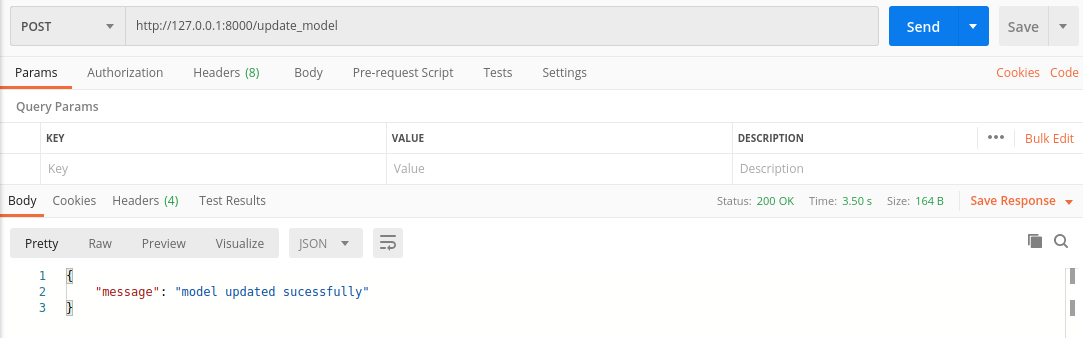 POST http://127.0.0.1:8000/update_model Send Save
Params Authorization Headers (8) Body Pre-request Script Tests Settings Cookies Code
Query Params
KEY VALUE DESCRIPTION ••• Bulk Edit
Key Value Description
Body Cookies Headers (4) Test Results Status: 200 OK Time: 3.50 s Size: 164 B Save Response
Pretty Raw Preview Visualize JSON
1 {
2 "message": "model updated sucessfully"
3 }